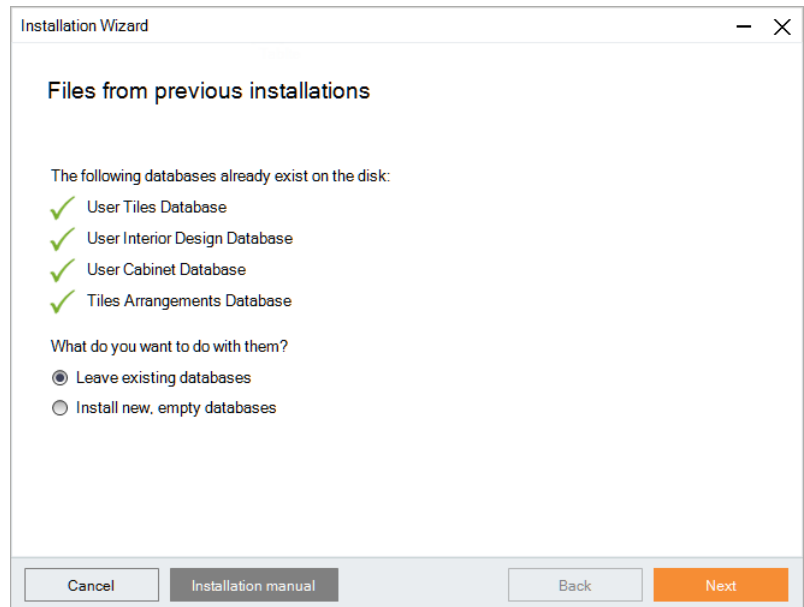 Installation Wizard
Files from previous installations
The following databases already exist on the disk:
User Tiles Database
User Interior Design Database
User Cabinet Database
Tiles Arrangements Database
What do you want to do with them?
Leave existing databases
Install new, empty databases
Cancel
Installation manual
Back
Next